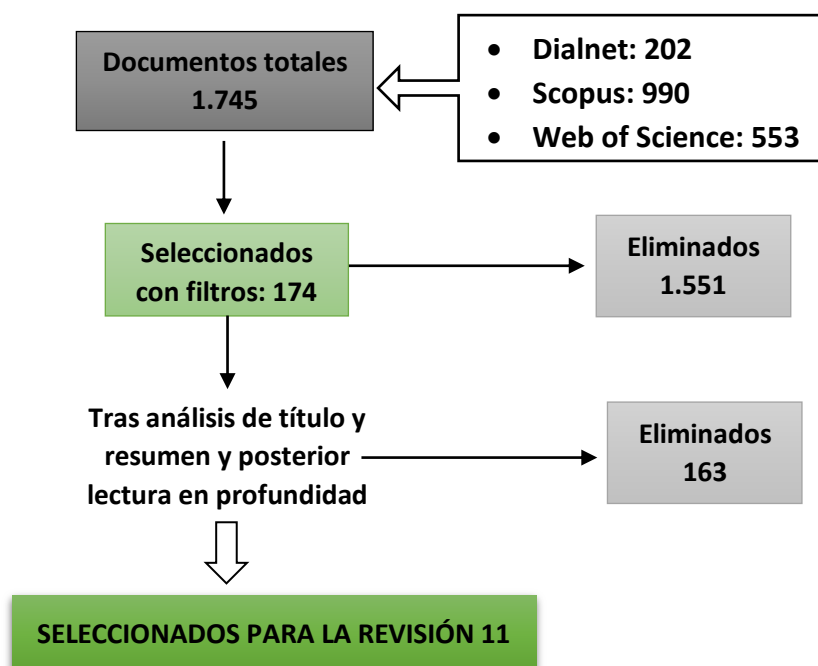 Documentos totales
1.745
• Dialnet: 202
• Scopus: 990
• Web of Science: 553
Seleccionados
con filtros: 174
Eliminados
1.551
Tras análisis de título y
resumen y posterior
lectura en profundidad
Eliminados
163
SELECCIONADOS PARA LA REVISIÓN 11